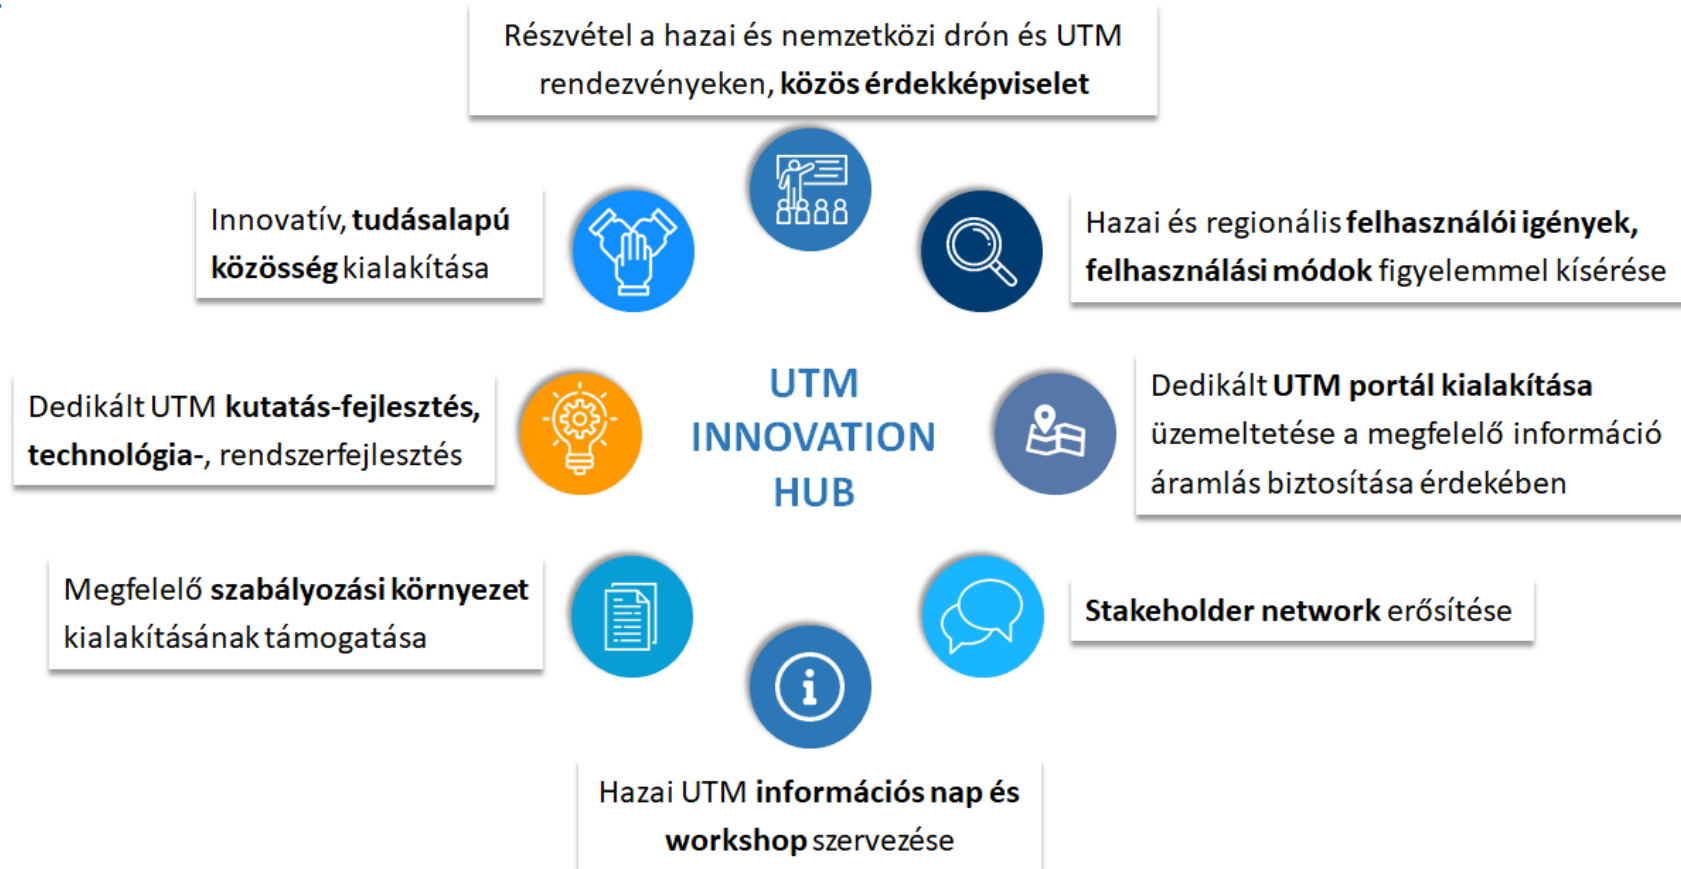 Részvétel a hazai és nemzetközi drón és UTM
rendezvényeken, közös érdekképviselet
Innovatív, tudásalapú
közösség kialakítása
Hazai és regionális felhasználói igények,
felhasználási módok figyelemmel kísérése
Dedikált UTM kutatás-fejlesztés,
technológia-, rendszerfejlesztés
UTM
INNOVATION
HUB
Dedikált UTM portál kialakítása
üzemeltetése a megfelelő információ
áramlás biztosítása érdekében
Megfelelő szabályozási környezet
kialakításának támogatása
Stakeholder network erősítése
Hazai UTM információs nap és
workshop szervezése